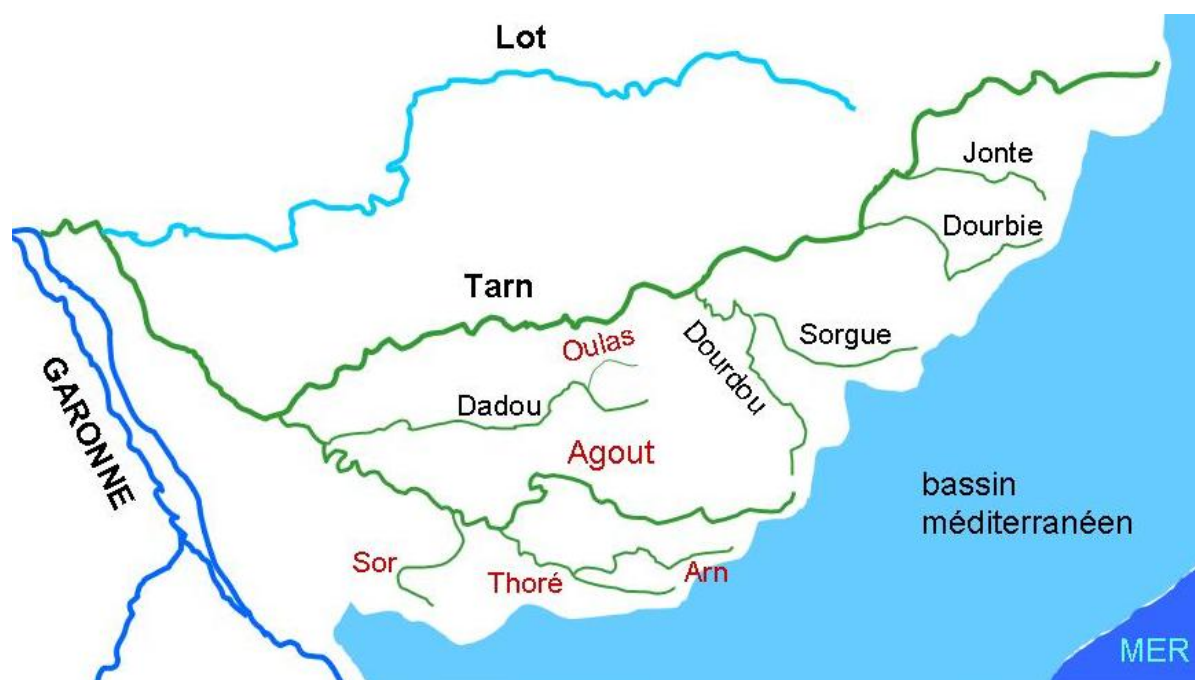 Lot
Jonte
Dourbie
Tarn
Oulas
Sorgue
Dourdou
GARONNE
Dadou
Agout
bassin
méditerranéen
Sor
Thoré
Arn
MER